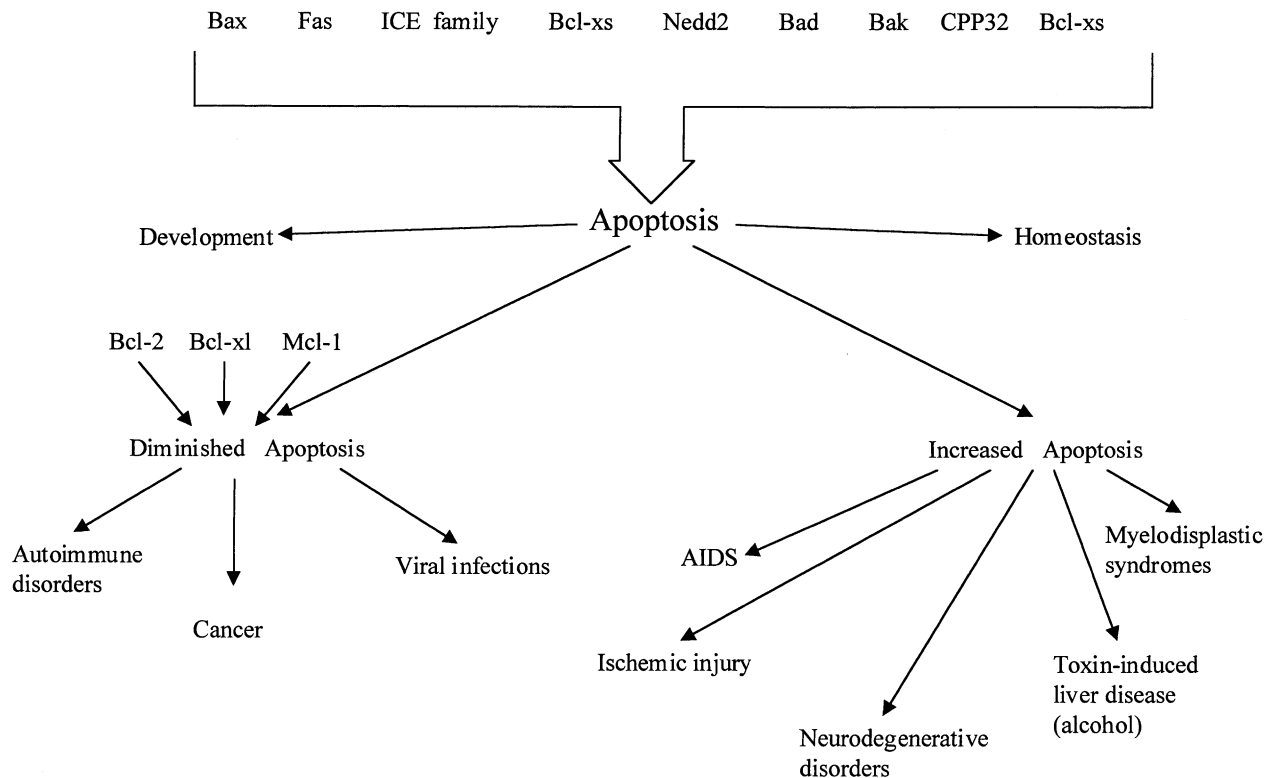 Bax Fas ICE family Bcl-xs Nedd2 Bad Bak CPP32 Bcl-xs
Apoptosis
Development
Homeostasis
Bcl-2 Bcl-xl Mcl-1
Diminished Apoptosis
Increased Apoptosis
Autoimmune
disorders
Cancer
Viral infections
AIDS
Ischemic injury
Neurodegenerative
disorders
Toxin-induced
liver disease
(alcohol)
Myelodisplastic
syndromes